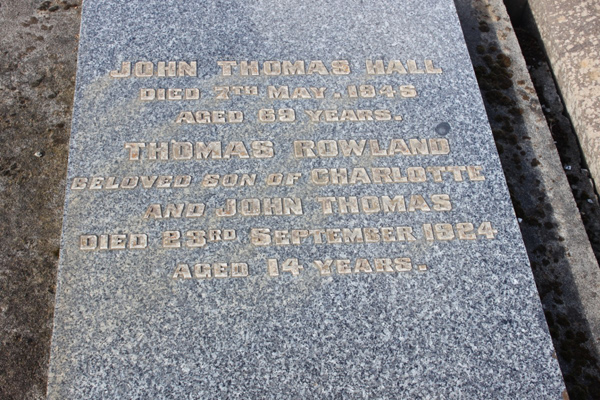 JOHN THOMAS HALL
DIED 7TH MAY. 1946
AGED 69 YEARS.
THOMAS ROWLAND
BELOVED SON OF CHARLOTTE
AND JOHN THOMAS
DIED 23RD SEPTEMBER 1924
AGED 14 YEARS.